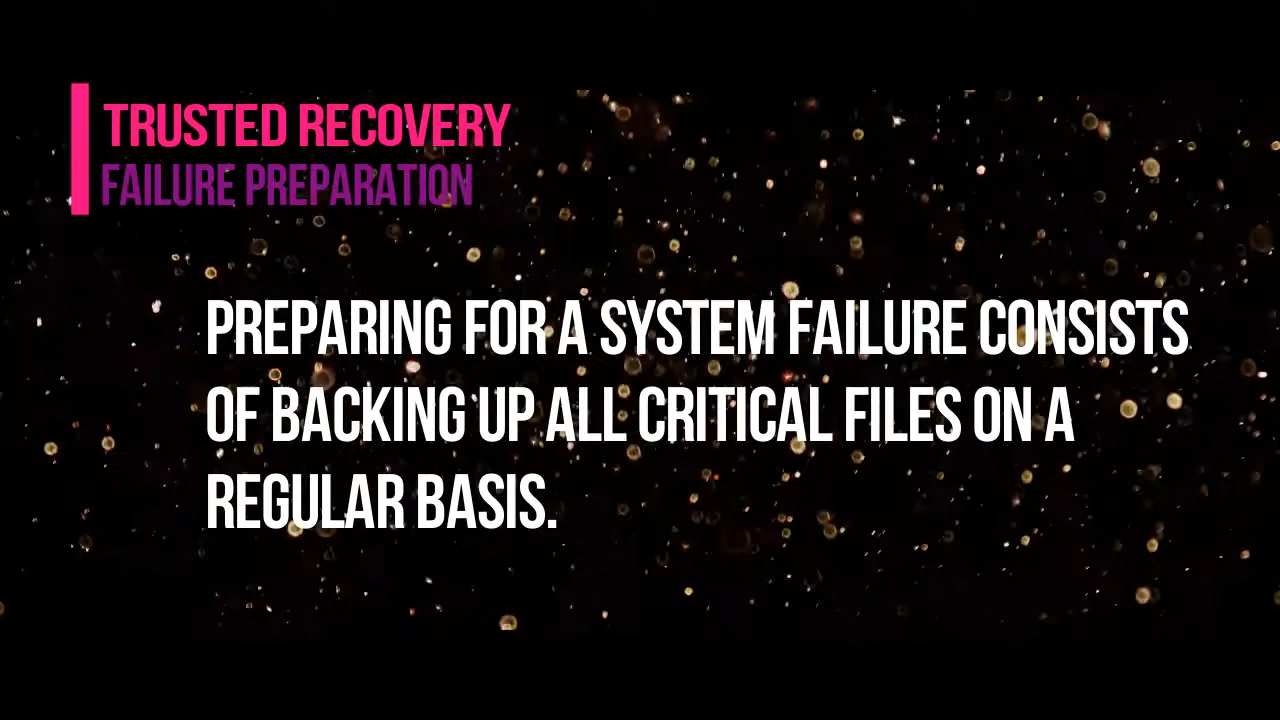 TRUSTED RECOVERY
FAILURE PREPARATION
PREPARING FOR A SYSTEM FAILURE CONSISTS
OF BACKING UP ALL CRITICAL FILES ON A
REGULAR BASIS.